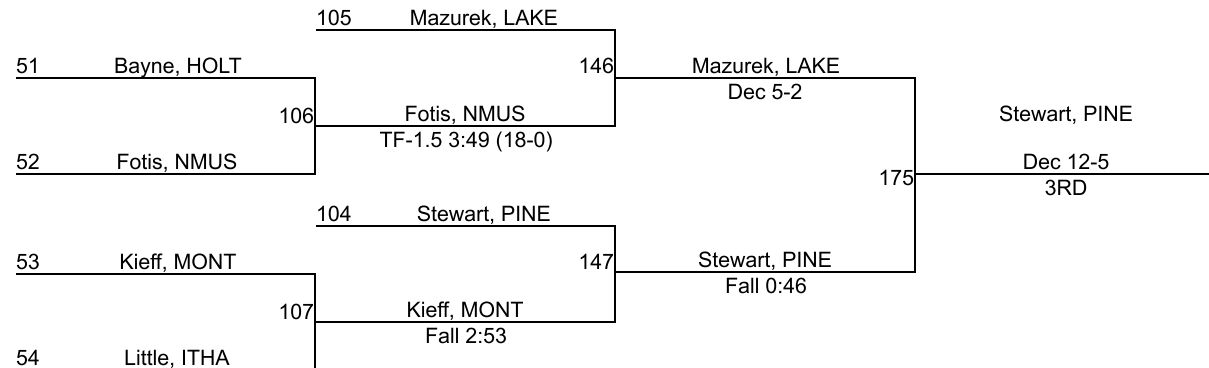 105 Mazurek, LAKE
51 Bayne, HOLT
146 Mazurek, LAKE
Dec 5-2
106 Fotis, NMUS
TF-1.5 3:49 (18-0)
Stewart, PINE
52 Fotis, NMUS
175 Dec 12-5
3RD
104 Stewart, PINE
53 Kieff, MONT
147 Stewart, PINE
Fall 0:46
107 Kieff, MONT
Fall 2:53
54 Little, ITHA